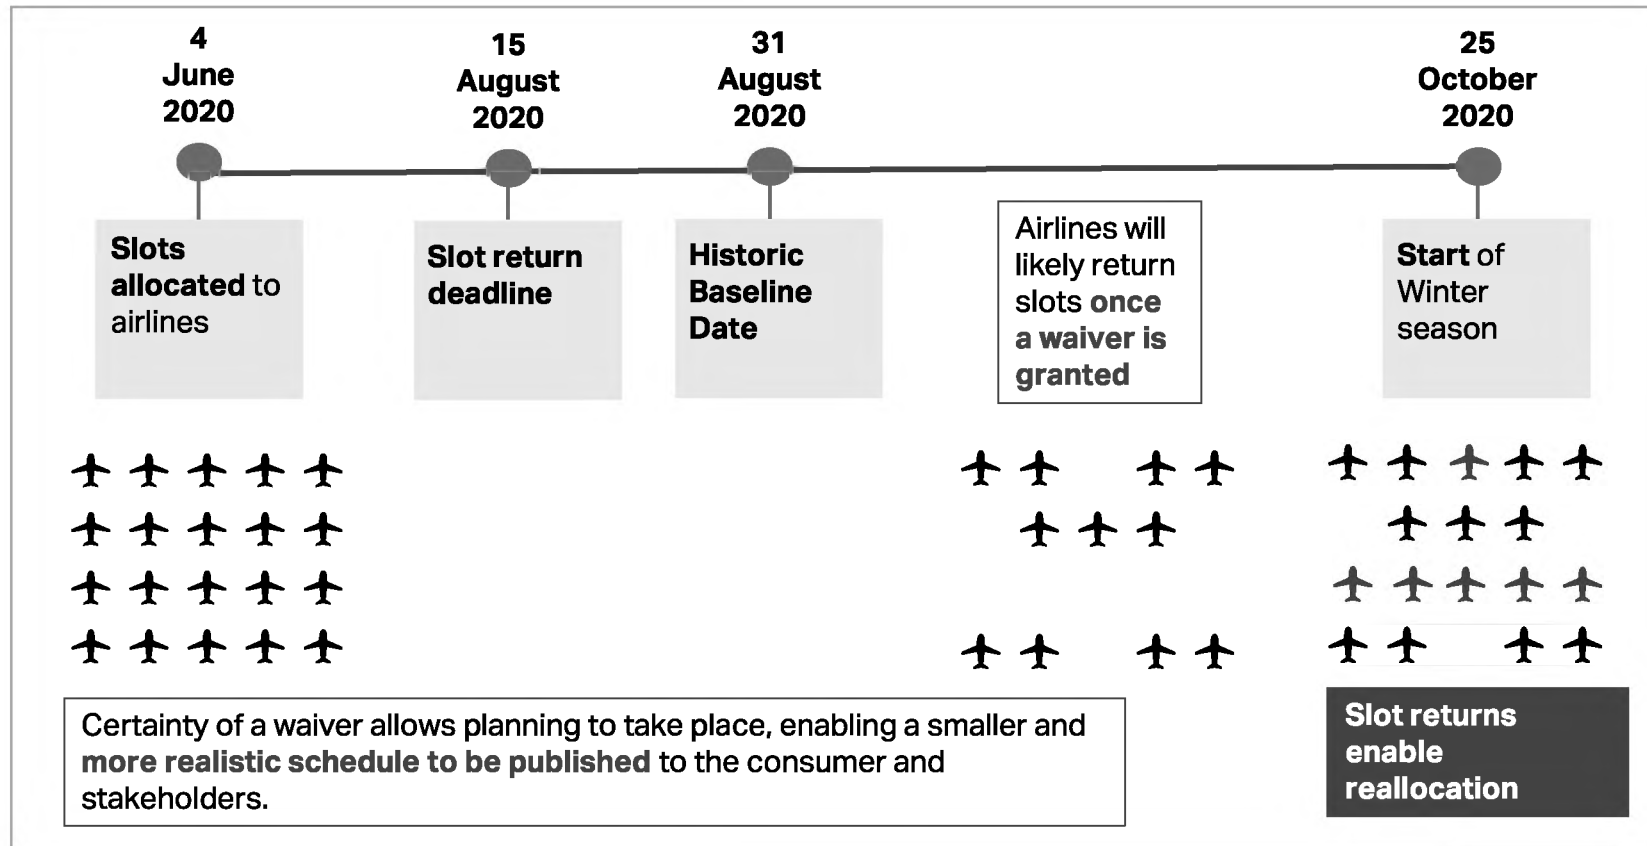 4
June
2020
15
August
2020
31
August
2020
25
October
2020
Slots
allocated to
airlines
Slot return
deadline
Historic
Baseline
Date
Airlines will
likely return
slots once
a waiver is
granted
Start of
Winter
season
Certainty of a waiver allows planning to take place, enabling a smaller and
more realistic schedule to be published to the consumer and
stakeholders.
Slot returns
enable
reallocation